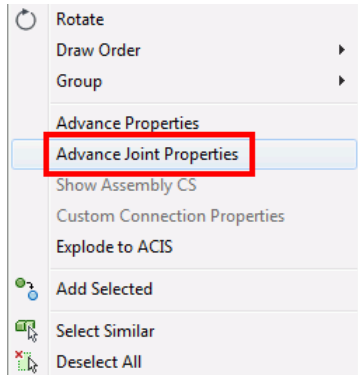 Rotate
Draw Order
Group
Advance Properties
Advance Joint Properties
Show Assembly CS
Custom Connection Properties
Explode to ACIS
Add Selected
Select Similar
Deselect All